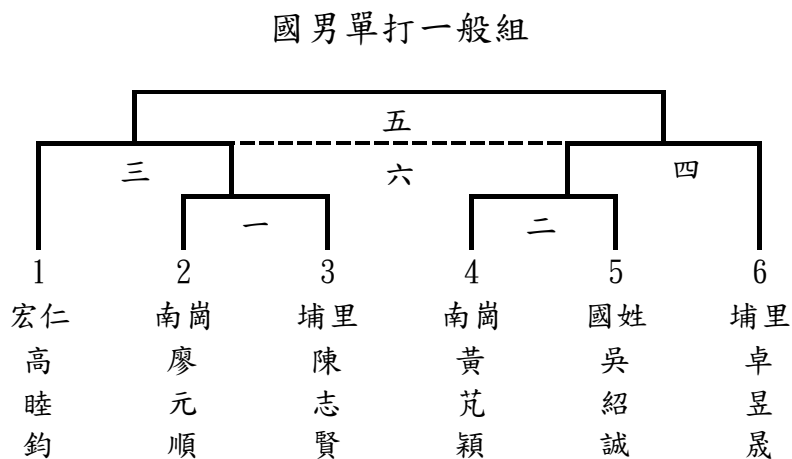 國男單打一般組
五
三 六 四
一 二
1 2 3 4 5 6
宏仁 南崗 埔里 南崗 國姓 埔里
高 廖 陳 黃 吳 卓
睦 元 志 芃 紹 昱
鈞 順 賢 穎 誠 晟